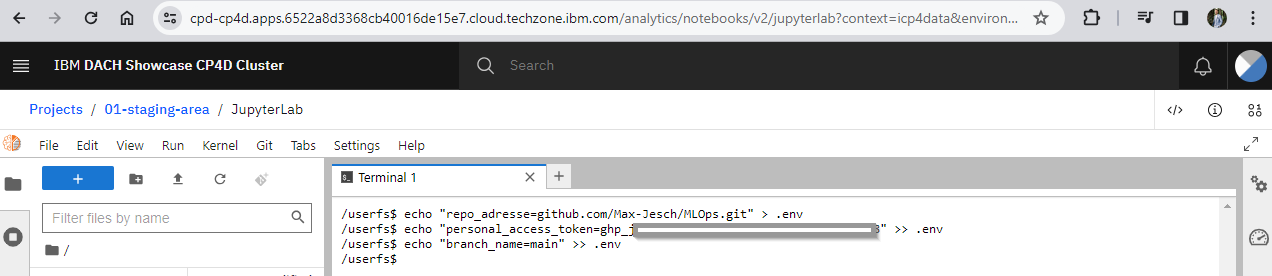 cpd-cp4d.apps.6522a8d3368cb40016de15e7.cloud.techzone.ibm.com/analytics/notebooks/v2/jupyterlab?context=icp4data&environ...
IBM DACH Showcase CP4D Cluster
Search
Projects / 01-staging-area / JupyterLab
File Edit View Run Kernel Git Tabs Settings Help
+
Terminal 1
Filter files by name
/
/userfs$ echo "repo_adresse=github.com/Max-Jesch/MLOps.git" > .env
/userfs$ echo "personal_access_token=ghp_j 8" >> .env
/userfs$ echo "branch_name=main" >> .env
/userfs$